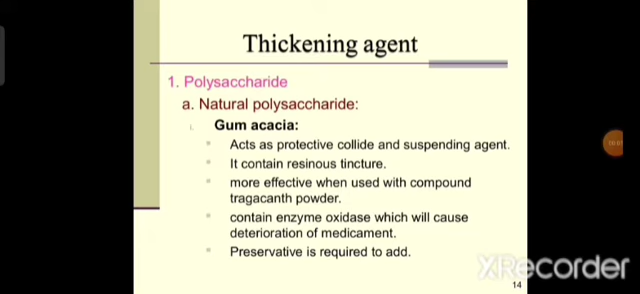 Thickening agent
1. Polysaccharide
a. Natural polysaccharide:
i. Gum acacia:
Acts as protective collide and suspending agent.
It contain resinous tincture.
more effective when used with compound
tragacanth powder.
contain enzyme oxidase which will cause
deterioration of medicament.
Preservative is required to add.
XRecorder
14